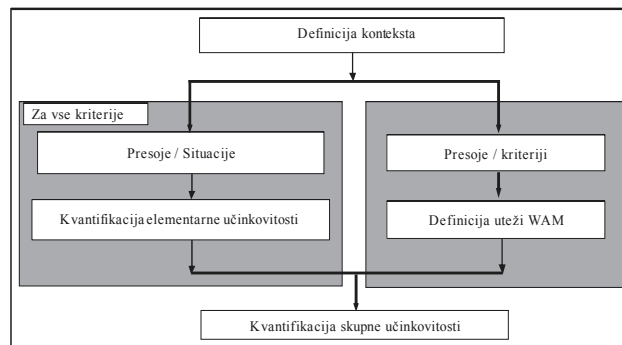 Definicija konteksta
Za vse kriterije
Presoje / Situacije
Kvantifikacija elementarne učinkovitosti
Presoje / kriteriji
Definicija uteži WAM
Kvantifikacija skupne učinkovitosti